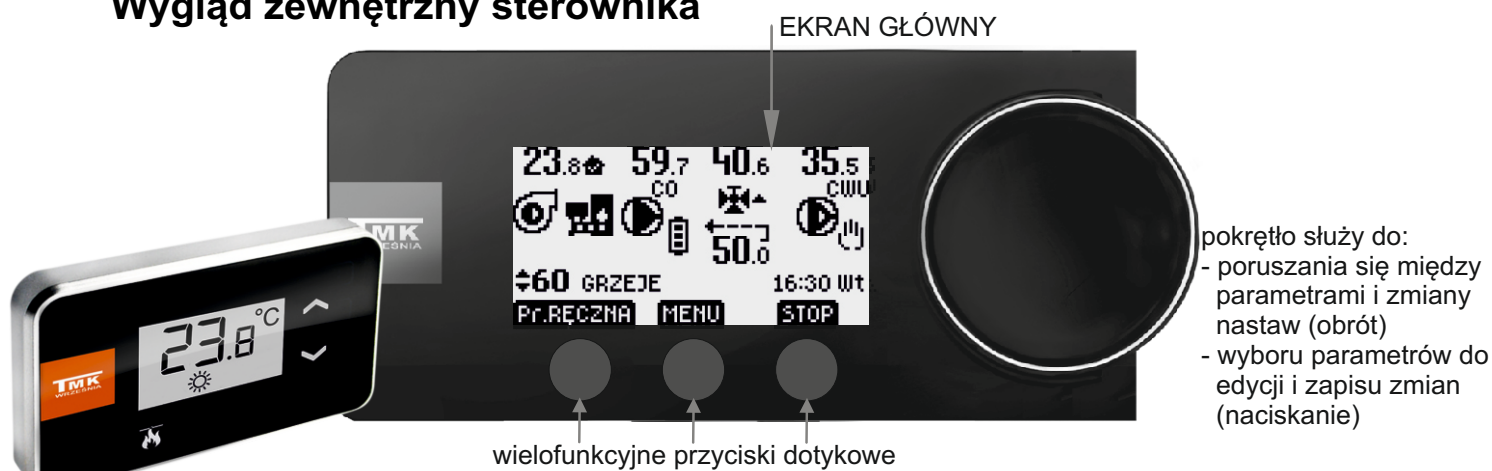 Wygląd zewnętrzny sterownika
EKRAN GŁÓWNY
23.8 59.7 40.6 35.5
CO CWU
50.0
60 GRZEJE 16:30 Wt
Pr.RĘCZNA MENU STOP
TMK
WRZEŚNIA
23.8 °C
TMK
WRZEŚNIA
pokrętło służy do:
- poruszania się między
parametrami i zmiany
nastaw (obrót)
- wyboru parametrów do
edycji i zapisu zmian
(naciskanie)
wielofunkcyjne przyciski dotykowe